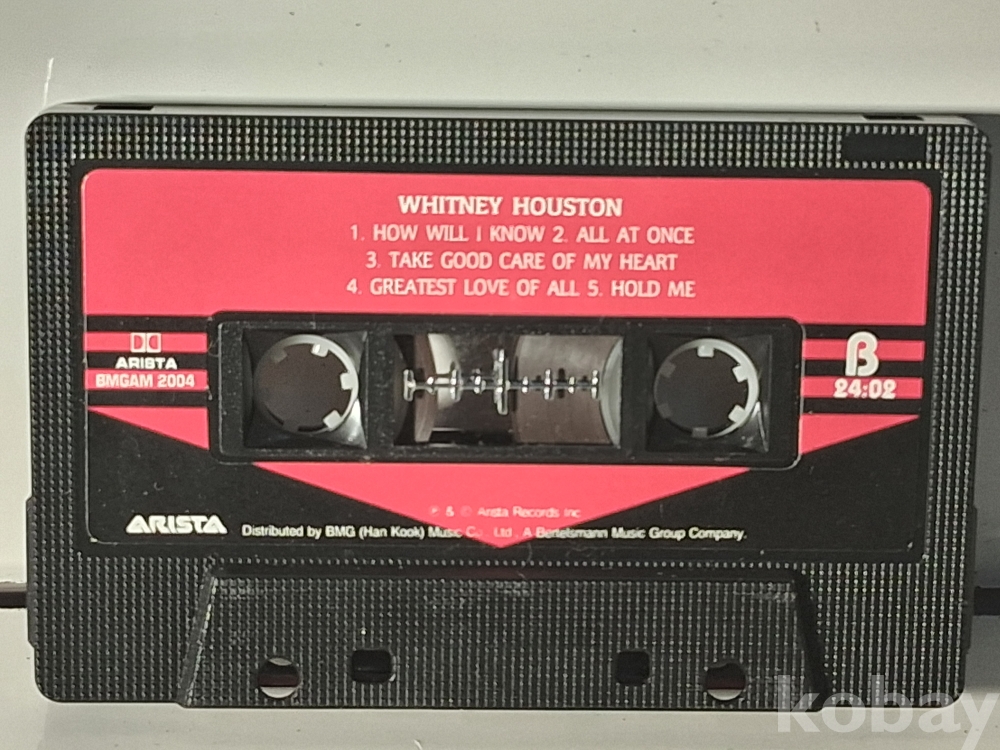 WHITNEY HOUSTON
1. HOW WILL I KNOW 2. ALL AT ONCE
3. TAKE GOOD CARE OF MY HEART
4. GREATEST LOVE OF ALL 5. HOLD ME
ARISTA
BMGAM 2004
B
24:02
℗ & © Arista Records Inc
ARISTA
Distributed by BMG (Han Kook) Music Co. Ltd. A Bertelsmann Music Group Company.
kobay